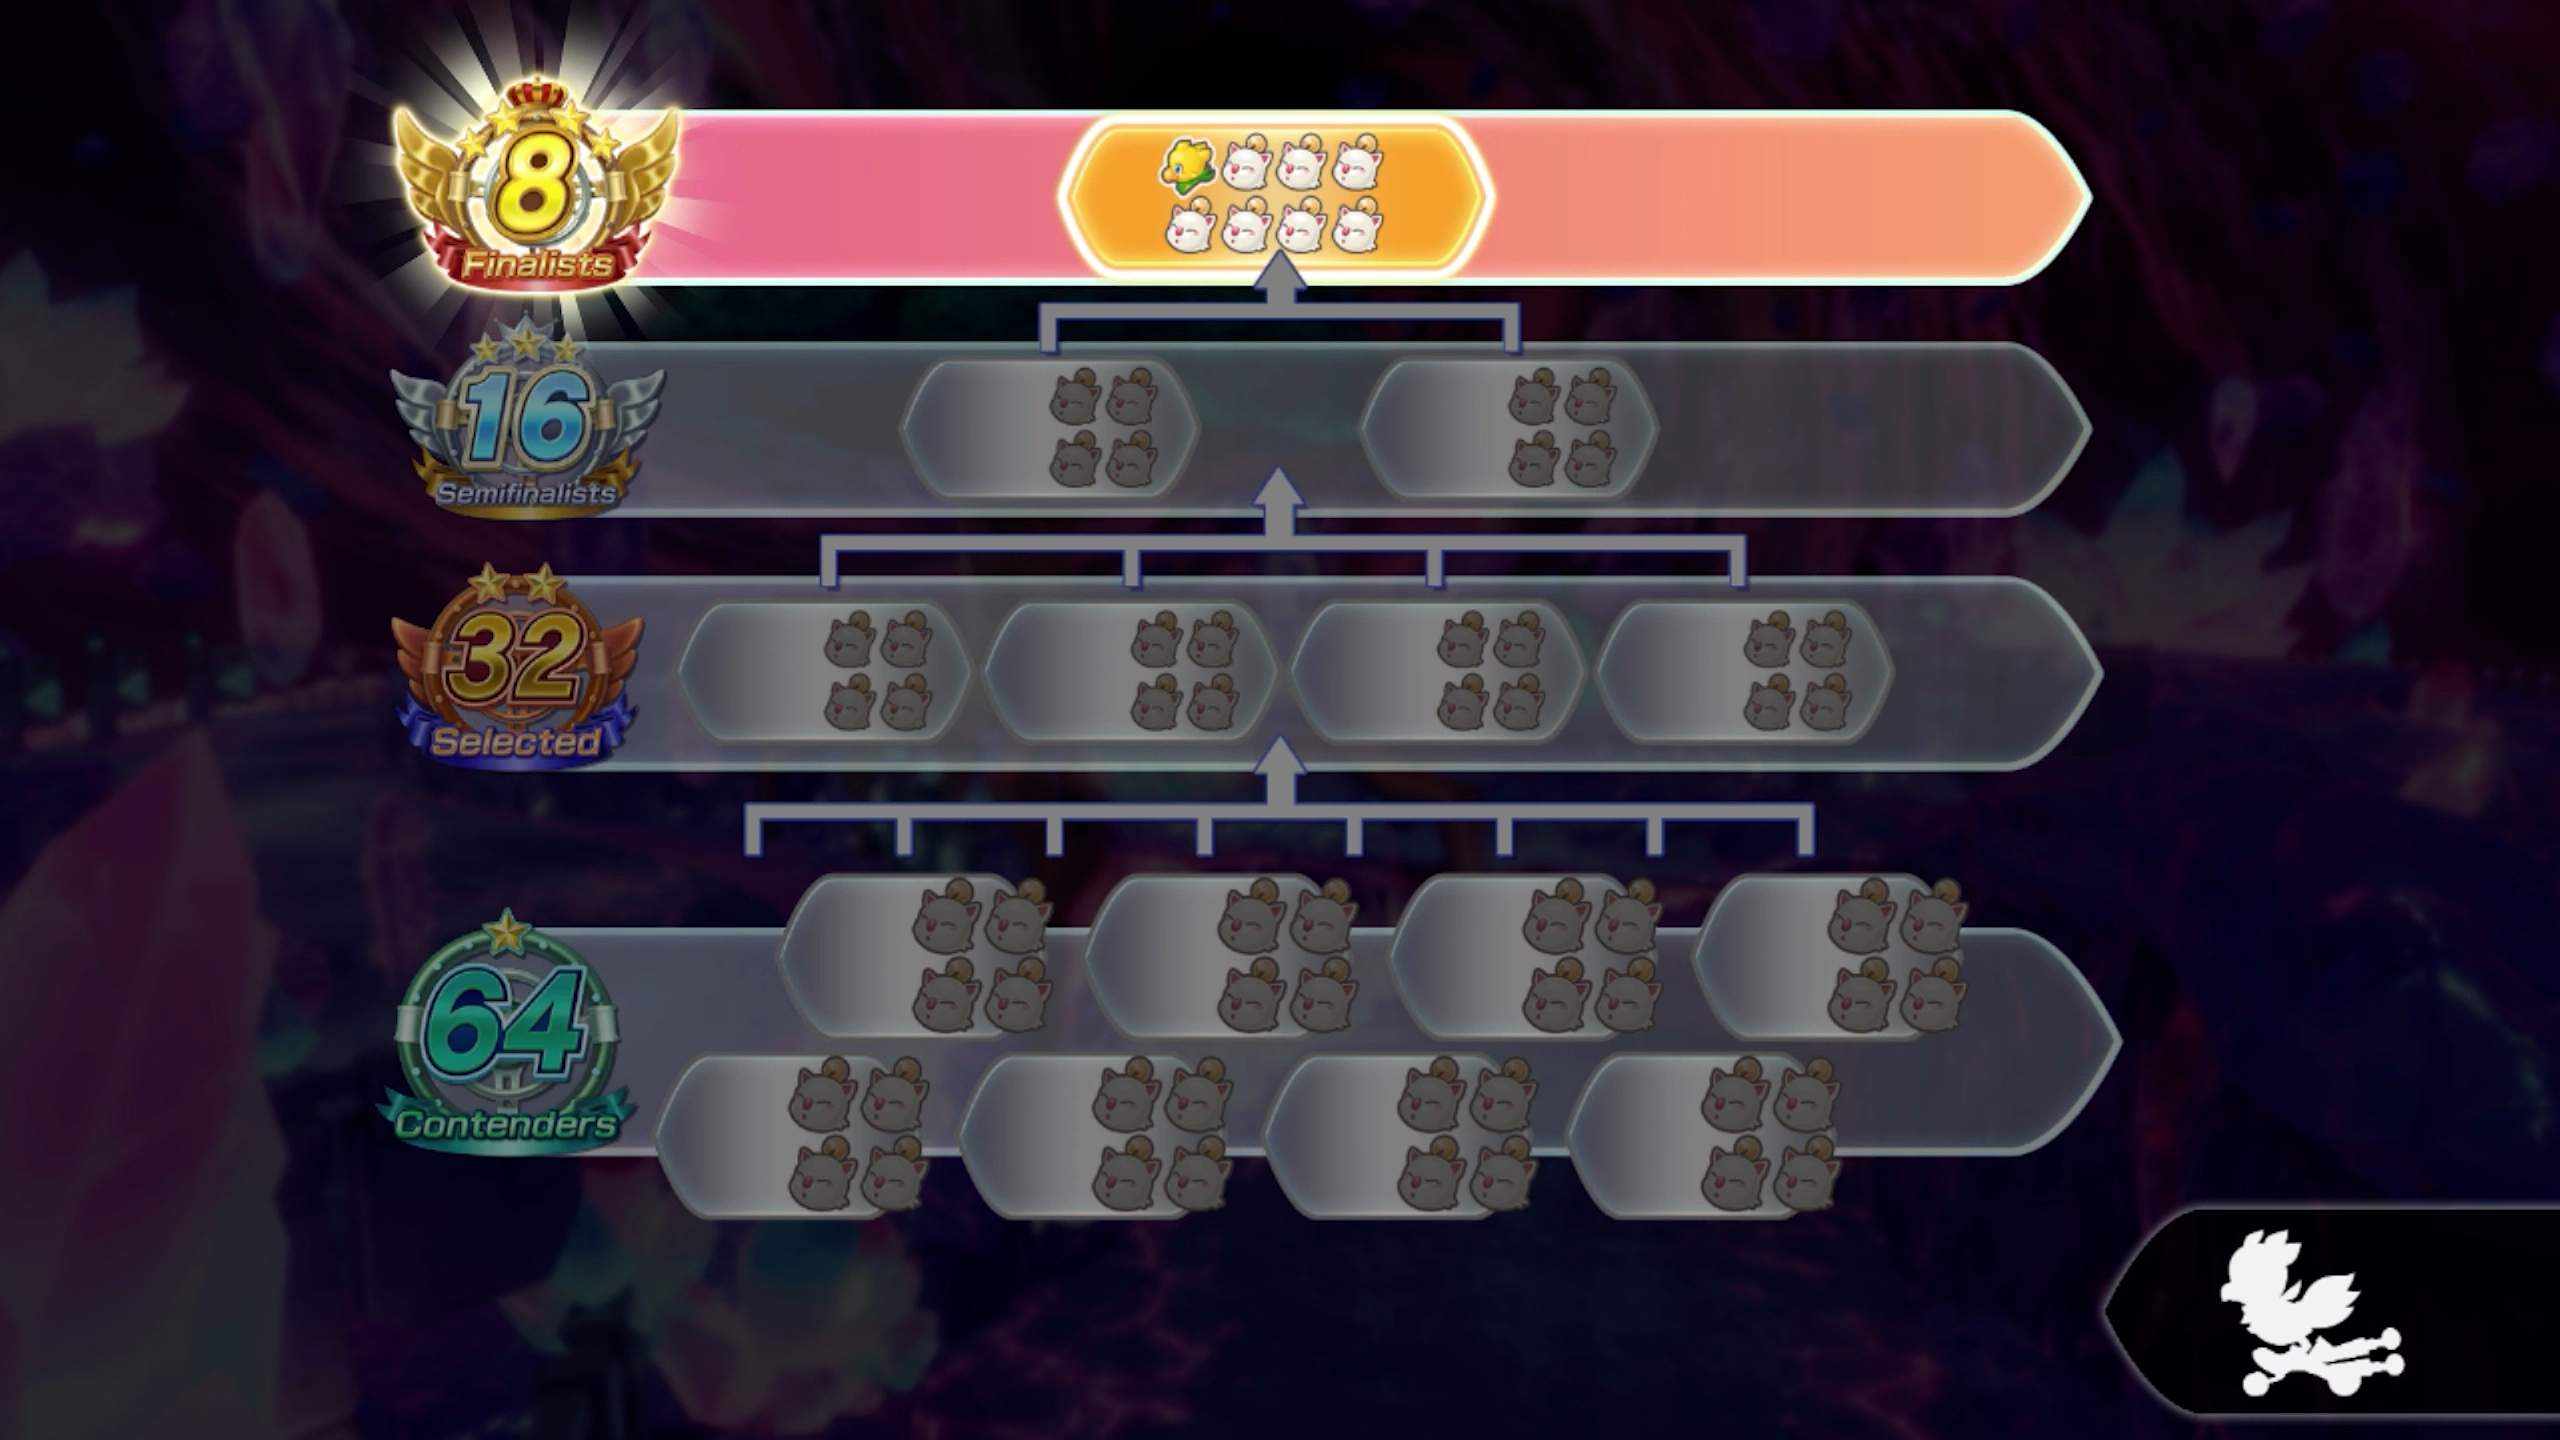 8
Finalists
16
Semifinalists
32
Selected
64
Contenders